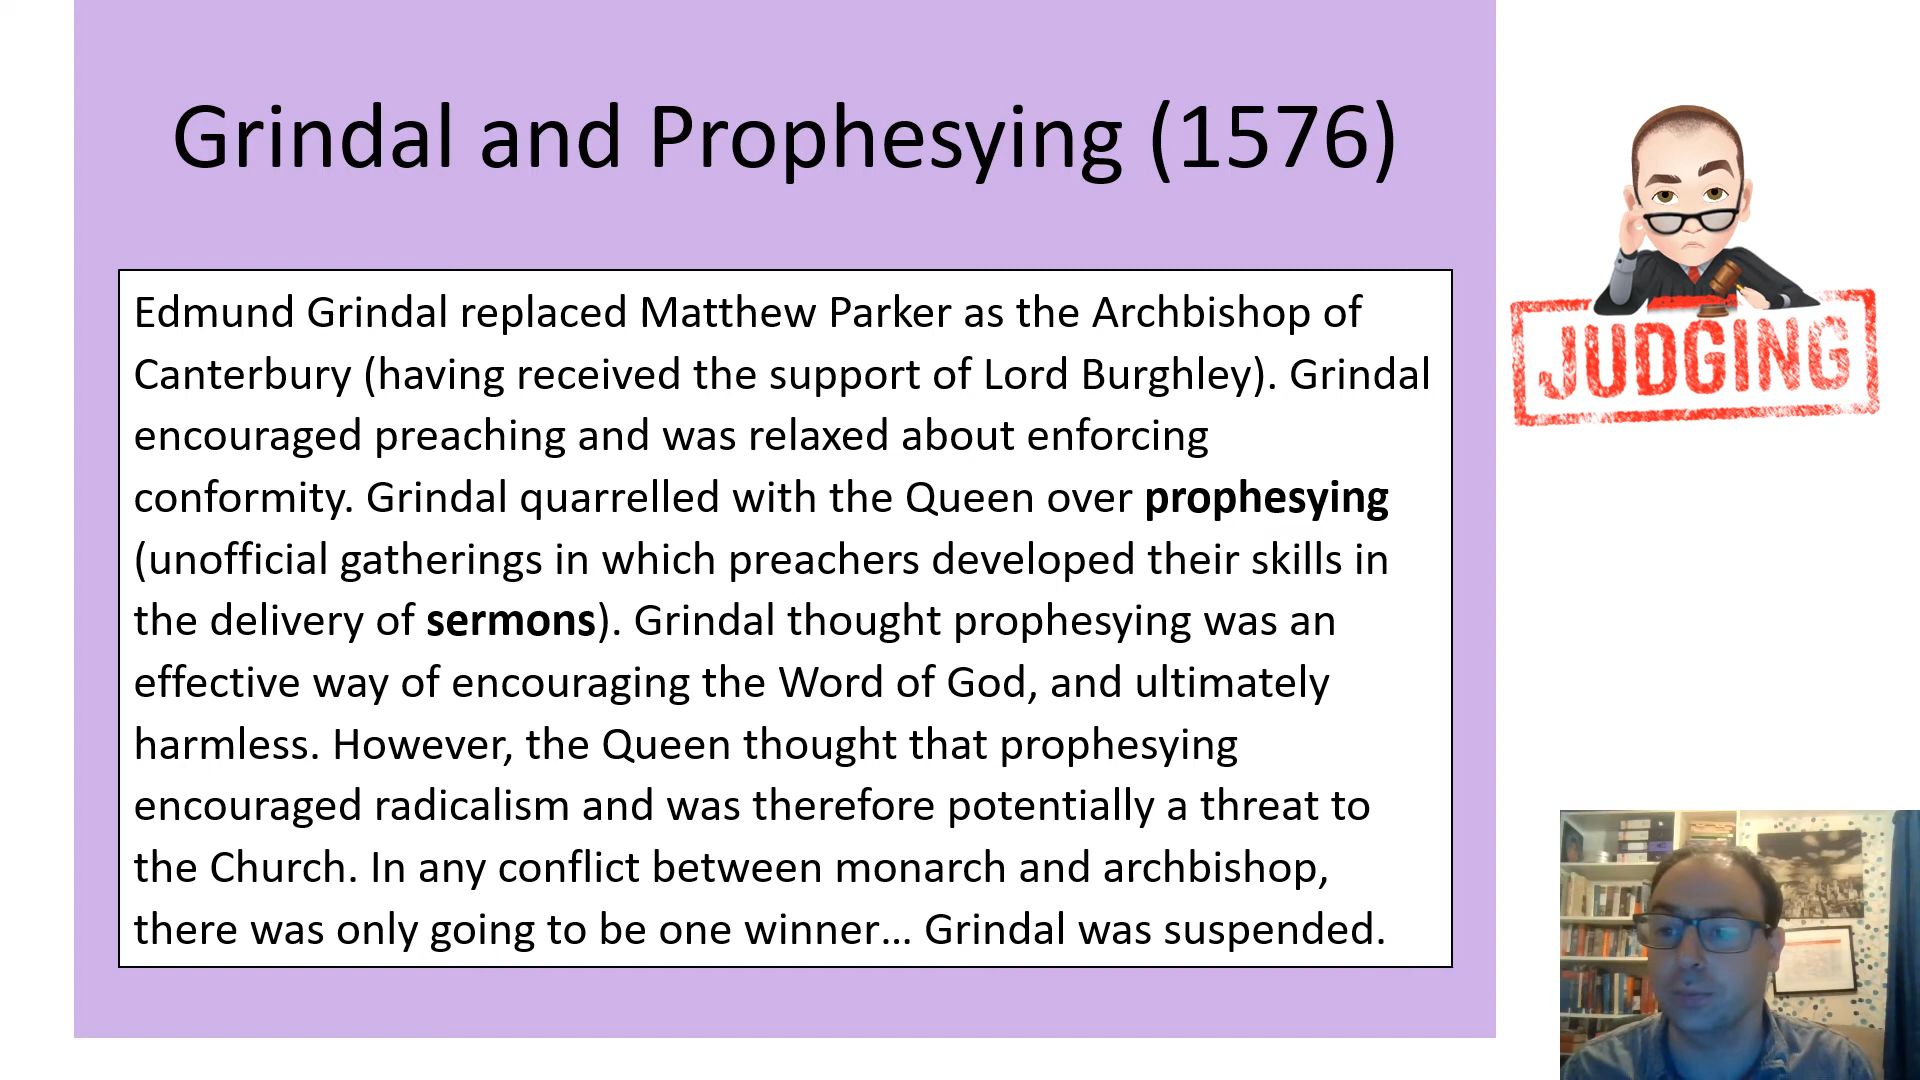 Grindal and Prophesying (1576)
Edmund Grindal replaced Matthew Parker as the Archbishop of
Canterbury (having received the support of Lord Burghley). Grindal
encouraged preaching and was relaxed about enforcing
conformity. Grindal quarrelled with the Queen over prophesying
(unofficial gatherings in which preachers developed their skills in
the delivery of sermons). Grindal thought prophesying was an
effective way of encouraging the Word of God, and ultimately
harmless. However, the Queen thought that prophesying
encouraged radicalism and was therefore potentially a threat to
the Church. In any conflict between monarch and archbishop,
there was only going to be one winner... Grindal was suspended.
JUDGING